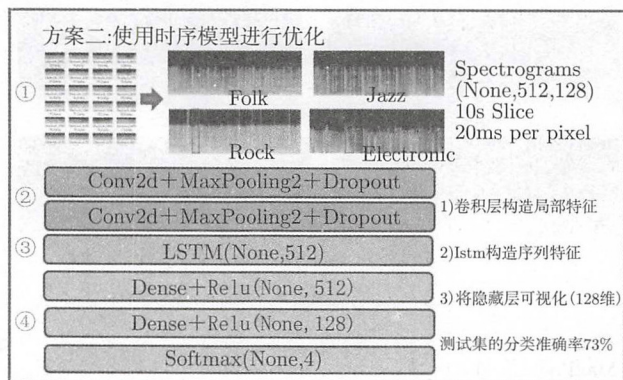 方案二:使用时序模型进行优化
①
Folk
Jazz
Rock
Electronic
Spectrograms
(None,512,128)
10s Slice
20ms per pixel
②
Conv2d+MaxPooling2+Dropout
Conv2d+MaxPooling2+Dropout
1)卷积层构造局部特征
③
LSTM(None,512)
2)lstm构造序列特征
Dense+Relu(None, 512)
3)将隐藏层可视化(128维)
④
Dense+Relu(None, 128)
测试集的分类准确率73%
Softmax(None,4)